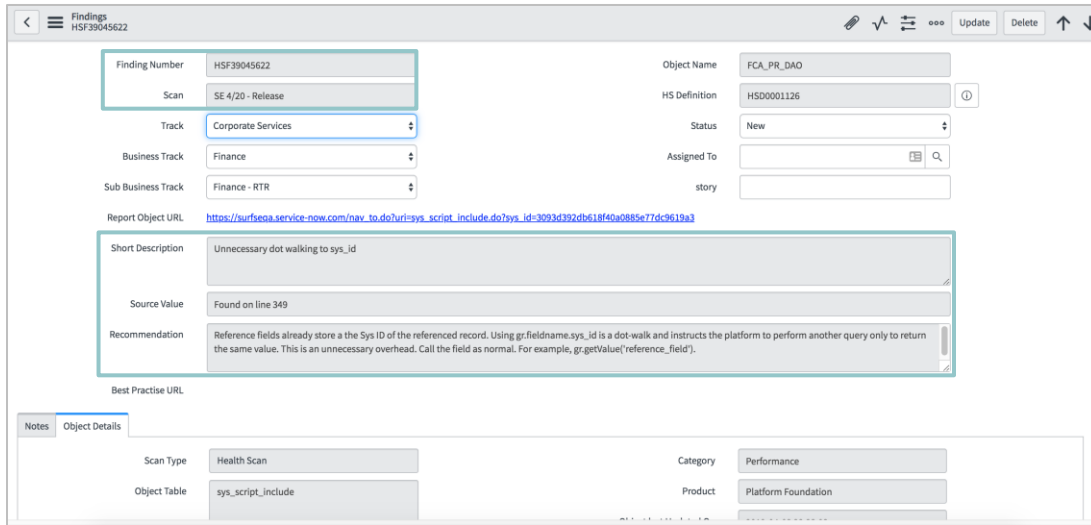 Findings
HSF39045622
Update
Delete
Finding Number
HSF39045622
Object Name
FCA_PR_DAO
Scan
SE 4/20 - Release
HS Definition
HSD0001126
Track
Corporate Services
Status
New
Business Track
Finance
Assigned To
Sub Business Track
Finance - RTR
story
Report Object URL
https://surfseqa.service-now.com/nav_to.do?uri=sys_script_include.do?sys_id=3093d392db618f40a0885e77dc9619a3
Short Description
Unnecessary dot walking to sys_id
Source Value
Found on line 349
Recommendation
Reference fields already store a the Sys ID of the referenced record. Using gr.fieldname.sys_id is a dot-walk and instructs the platform to perform another query only to return
the same value. This is an unnecessary overhead. Call the field as normal. For example, gr.getValue('reference_field').
Best Practise URL
Notes
Object Details
Scan Type
Health Scan
Category
Performance
Object Table
sys_script_include
Product
Platform Foundation